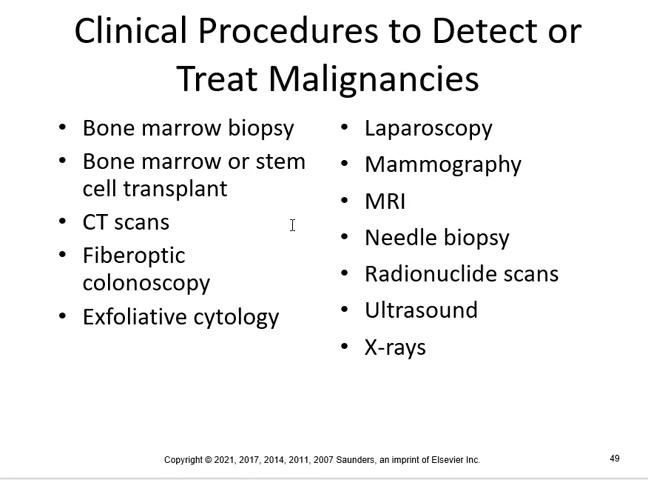 Clinical Procedures to Detect or
Treat Malignancies
• Bone marrow biopsy
• Bone marrow or stem
cell transplant
• CT scans
• Fiberoptic
colonoscopy
• Exfoliative cytology
• Laparoscopy
• Mammography
• MRI
• Needle biopsy
• Radionuclide scans
• Ultrasound
• X-rays
Copyright © 2021, 2017, 2014, 2011, 2007 Saunders, an imprint of Elsevier Inc.
49